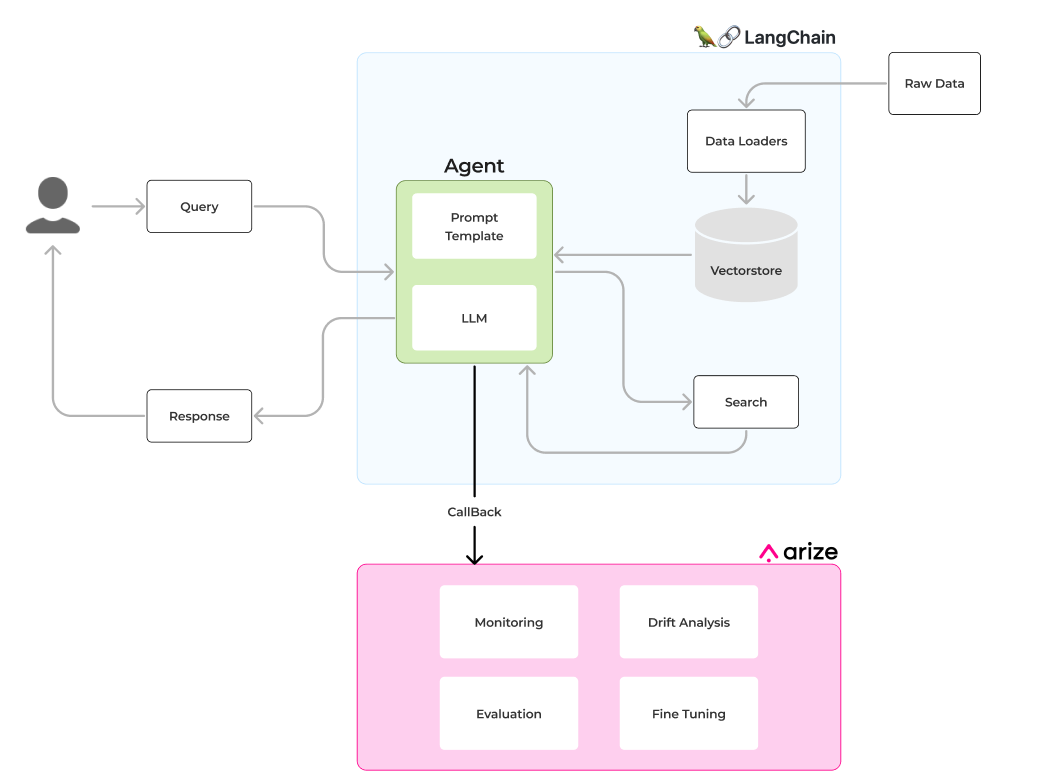 LangChain
Raw Data
Data Loaders
Agent
Prompt
Template
Query
Vectorstore
LLM
Search
Response
CallBack
arize
Monitoring
Drift Analysis
Evaluation
Fine Tuning